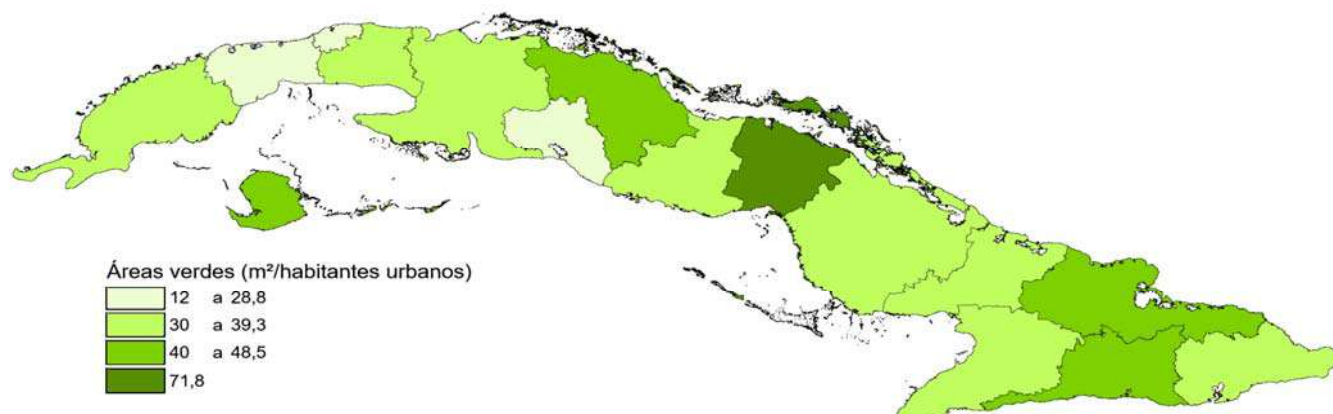 Áreas verdes (m²/habitantes urbanos)
12 a 28,8
30 a 39,3
40 a 48,5
71,8